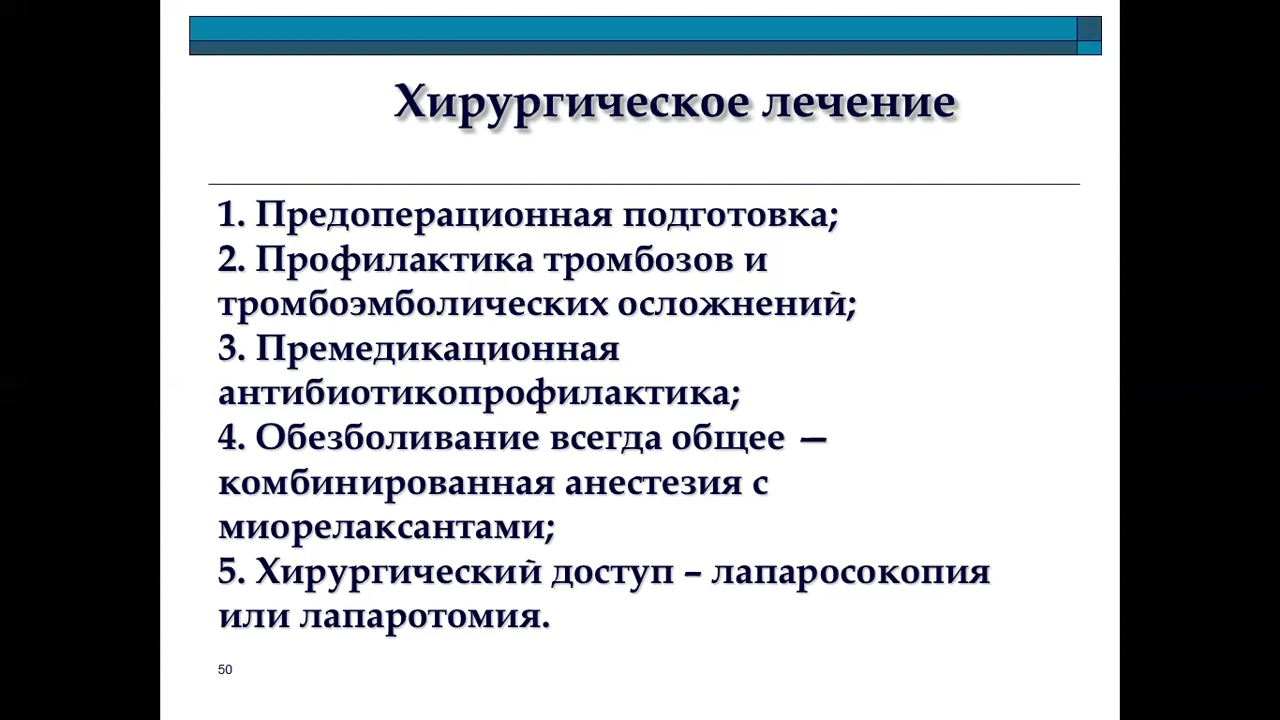 Хирургическое лечение
1. Предоперационная подготовка;
2. Профилактика тромбозов и
тромбоэмболических осложнений;
3. Премедикационная
антибиотикопрофилактика;
4. Обезболивание всегда общее —
комбинированная анестезия с
миорелаксантами;
5. Хирургический доступ – лапаросокопия
или лапаротомия.
50